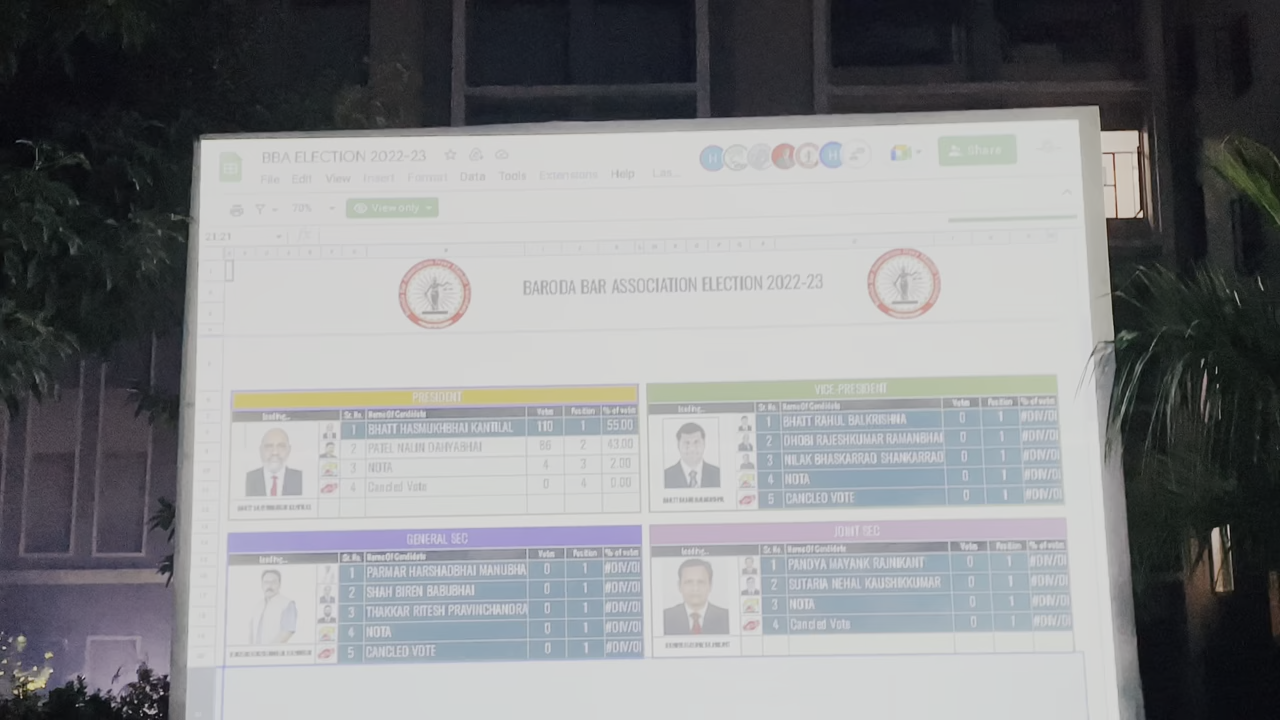 BBA ELECTION 2022-23
File Edit View Insert Format Data Tools Extensions Help Las...
Share
View only
BARODA BAR ASSOCIATION ELECTION 2022-23
PRESIDENT
leading... Sr. No. Name Of Candidate Votes Position % of votes
1 BHATT HASMUKHBHAI KANTILAL 110 1 55.00
2 PATEL NALIN DAHYABHAI 86 2 43.00
3 NOTA 4 3 2.00
4 Cancled Vote 0 4 0.00
VICE-PRESIDENT
leading... Sr. No. Name Of Candidate Votes Position % of votes
1 BHATT RAHUL BALKRISHNA 0 1 #DIV/0!
2 DHOBI RAJESHKUMAR RAMANBHAI 0 1 #DIV/0!
3 NILAK BHASKARRAO SHANKARRAO 0 1 #DIV/0!
4 NOTA 0 1 #DIV/0!
5 CANCLED VOTE 0 1 #DIV/0!
GENERAL SEC
leading... Sr. No. Name Of Candidate Votes Position % of votes
1 PARMAR HARSHADBHAI MANUBHA 0 1 #DIV/0!
2 SHAH BIREN BABUBHAI 0 1 #DIV/0!
3 THAKKAR RITESH PRAVINCHANDRA 0 1 #DIV/0!
4 NOTA 0 1 #DIV/0!
5 CANCLED VOTE 0 1 #DIV/0!
JOINT SEC
leading... Sr. No. Name Of Candidate Votes Position % of votes
1 PANDYA MAYANK RAJNIKANT 0 1 #DIV/0!
2 SUTARIA NEHAL KAUSHIKKUMAR 0 1 #DIV/0!
3 NOTA 0 1 #DIV/0!
4 Cancled Vote 0 1 #DIV/0!